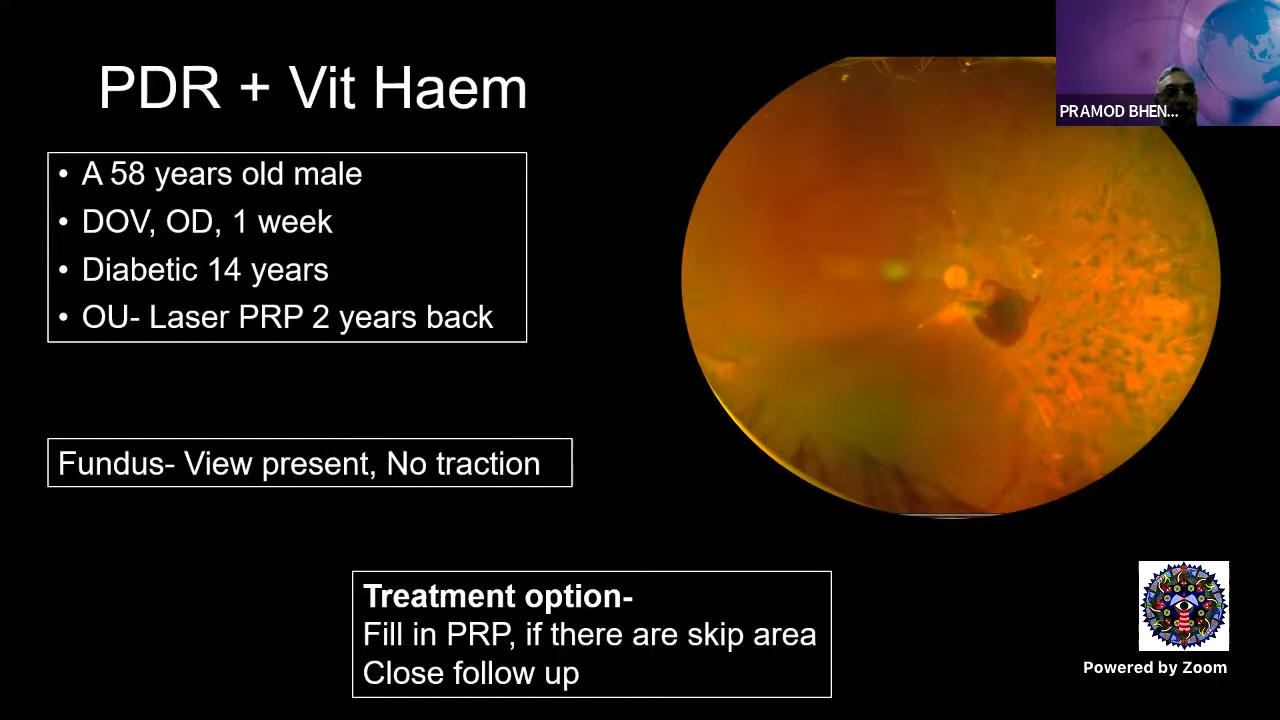 PDR + Vit Haem
PRAMOD BHEN...
• A 58 years old male
• DOV, OD, 1 week
• Diabetic 14 years
• OU- Laser PRP 2 years back
Fundus- View present, No traction
Treatment option-
Fill in PRP, if there are skip area
Close follow up
Powered by Zoom